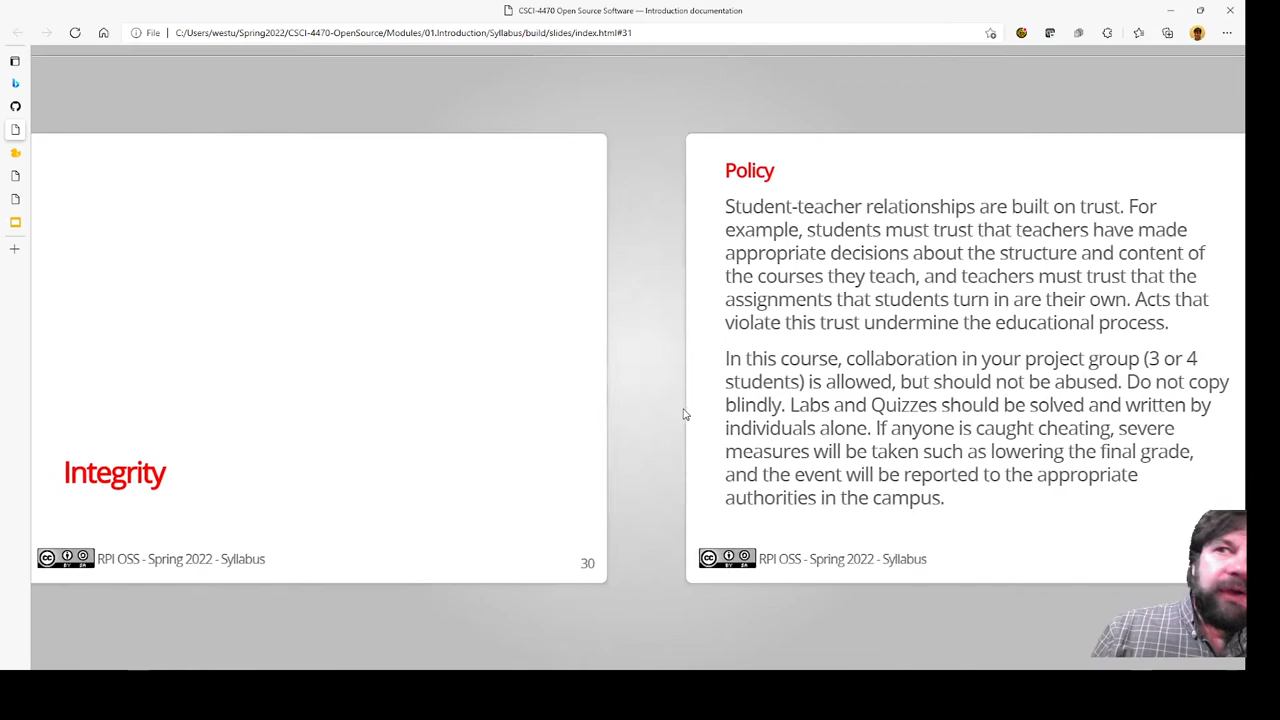 CSCI-4470 Open Source Software — Introduction documentation
File
C:/Users/westu/Spring2022/CSCI-4470-OpenSource/Modules/01.Introduction/Syllabus/build/slides/index.html#31
Integrity
RPI OSS - Spring 2022 - Syllabus
30
Policy
Student-teacher relationships are built on trust. For
example, students must trust that teachers have made
appropriate decisions about the structure and content of
the courses they teach, and teachers must trust that the
assignments that students turn in are their own. Acts that
violate this trust undermine the educational process.
In this course, collaboration in your project group (3 or 4
students) is allowed, but should not be abused. Do not copy
blindly. Labs and Quizzes should be solved and written by
individuals alone. If anyone is caught cheating, severe
measures will be taken such as lowering the final grade,
and the event will be reported to the appropriate
authorities in the campus.
RPI OSS - Spring 2022 - Syllabus